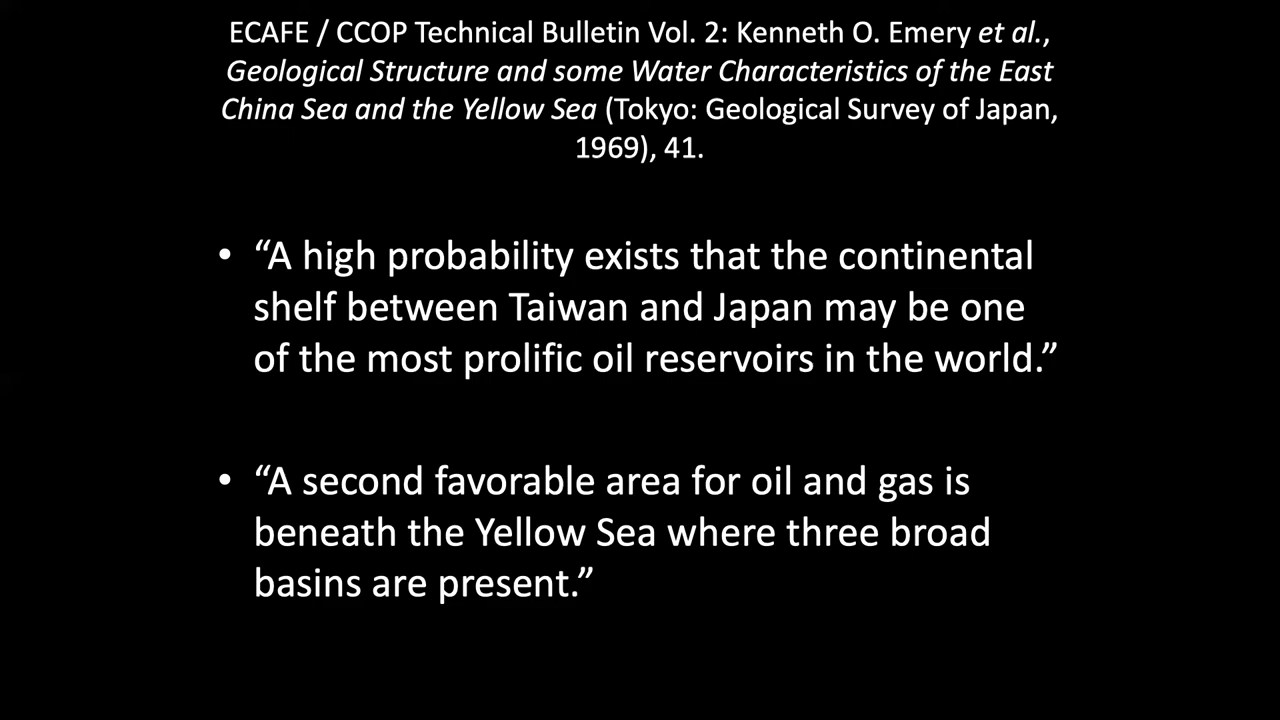 ECAFE / CCOP Technical Bulletin Vol. 2: Kenneth O. Emery et al.,
Geological Structure and some Water Characteristics of the East
China Sea and the Yellow Sea (Tokyo: Geological Survey of Japan,
1969), 41.
• “A high probability exists that the continental
shelf between Taiwan and Japan may be one
of the most prolific oil reservoirs in the world.”
• “A second favorable area for oil and gas is
beneath the Yellow Sea where three broad
basins are present.”